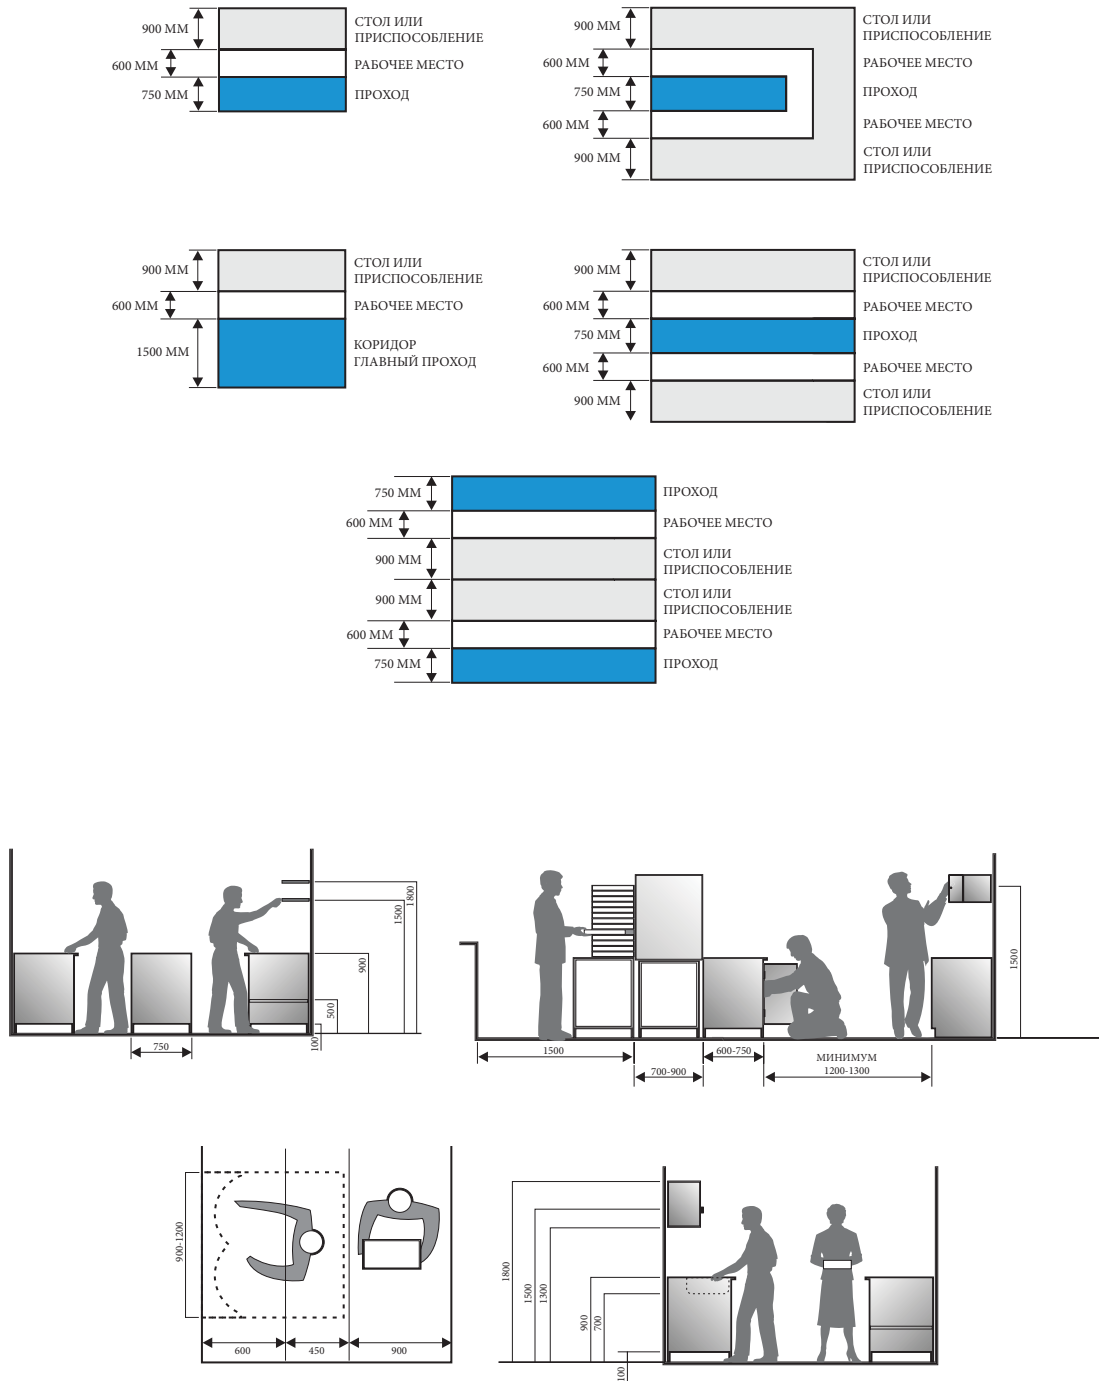 900 ММ
СТОЛ ИЛИ
ПРИСПОСОБЛЕНИЕ
600 ММ
РАБОЧЕЕ МЕСТО
750 ММ
ПРОХОД
900 ММ
СТОЛ ИЛИ
ПРИСПОСОБЛЕНИЕ
600 ММ
РАБОЧЕЕ МЕСТО
750 ММ
ПРОХОД
600 ММ
РАБОЧЕЕ МЕСТО
900 ММ
СТОЛ ИЛИ
ПРИСПОСОБЛЕНИЕ
900 ММ
СТОЛ ИЛИ
ПРИСПОСОБЛЕНИЕ
600 ММ
РАБОЧЕЕ МЕСТО
1500 ММ
КОРИДОР
ГЛАВНЫЙ ПРОХОД
900 ММ
СТОЛ ИЛИ
ПРИСПОСОБЛЕНИЕ
600 ММ
РАБОЧЕЕ МЕСТО
750 ММ
ПРОХОД
600 ММ
РАБОЧЕЕ МЕСТО
900 ММ
СТОЛ ИЛИ
ПРИСПОСОБЛЕНИЕ
750 ММ
ПРОХОД
600 ММ
РАБОЧЕЕ МЕСТО
900 ММ
СТОЛ ИЛИ
ПРИСПОСОБЛЕНИЕ
900 ММ
СТОЛ ИЛИ
ПРИСПОСОБЛЕНИЕ
600 ММ
РАБОЧЕЕ МЕСТО
750 ММ
ПРОХОД
750
100
500
900
1500
1800
1500
700-900
600-750
МИНИМУМ
1200-1300
1500
900-1200
600
450
900
1800
1500
1300
900
700
100